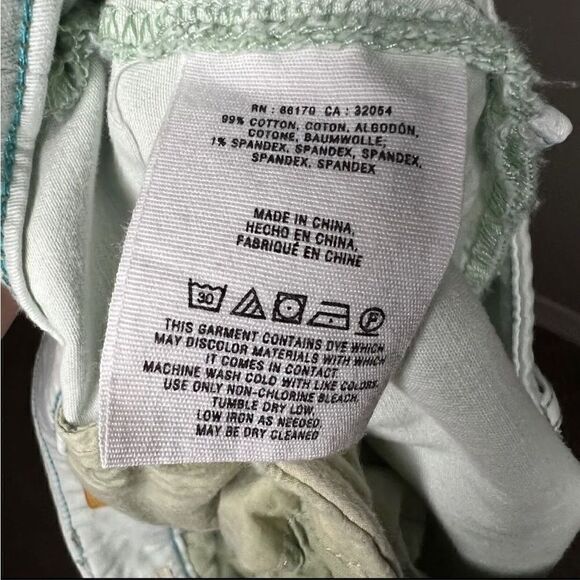 RN : 66170 CA : 32054
99% COTTON, COTON, ALGODÓN,
COTONE, BAUMWOLLE;
1% SPANDEX, SPANDEX, SPANDEX,
SPANDEX, SPANDEX
MADE IN CHINA,
HECHO EN CHINA,
FABRIQUÉ EN CHINE
30 P
THIS GARMENT CONTAINS DYE WHICH
MAY DISCOLOR MATERIALS WITH WHICH
IT COMES IN CONTACT.
MACHINE WASH COLD WITH LIKE COLORS.
USE ONLY NON-CHLORINE BLEACH.
TUMBLE DRY LOW.
LOW IRON AS NEEDED.
MAY BE DRY CLEANED